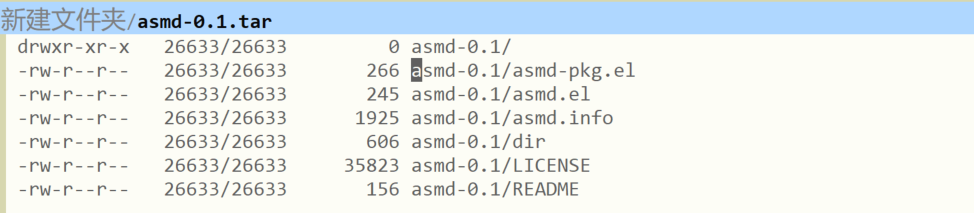 新建文件夹/asmd-0.1.tar
drwxr-xr-x 26633/26633 0 asmd-0.1/
-rw-r--r-- 26633/26633 266 asmd-0.1/asmd-pkg.el
-rw-r--r-- 26633/26633 245 asmd-0.1/asmd.el
-rw-r--r-- 26633/26633 1925 asmd-0.1/asmd.info
-rw-r--r-- 26633/26633 606 asmd-0.1/dir
-rw-r--r-- 26633/26633 35823 asmd-0.1/LICENSE
-rw-r--r-- 26633/26633 156 asmd-0.1/README